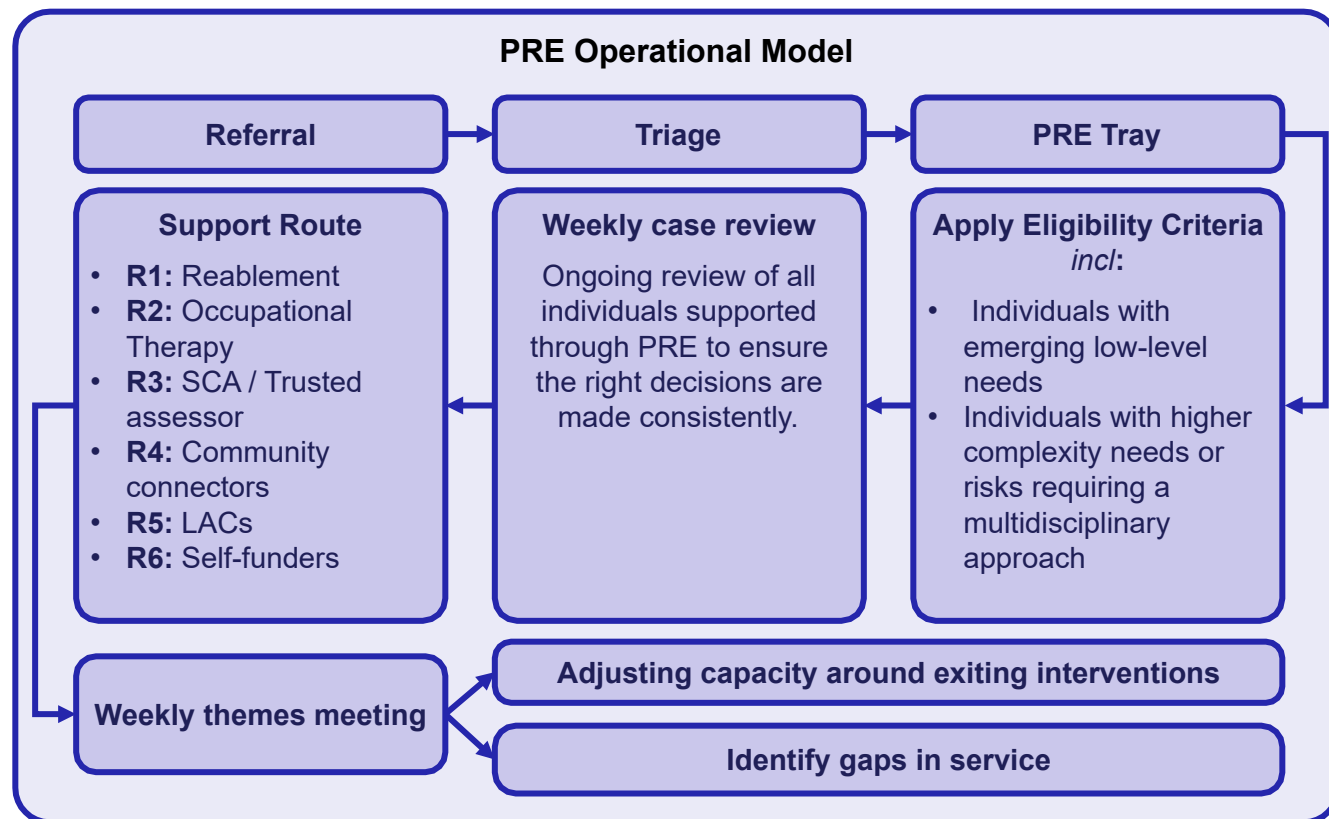 PRE Operational Model
Referral
Triage
PRE Tray
Support Route
• R1: Reablement
• R2: Occupational
Therapy
• R3: SCA / Trusted
assessor
• R4: Community
connectors
• R5: LACs
• R6: Self-funders
Weekly case review
Ongoing review of all
individuals supported
through PRE to ensure
the right decisions are
made consistently.
Apply Eligibility Criteria
incl:
• Individuals with
emerging low-level
needs
• Individuals with higher
complexity needs or
risks requiring a
multidisciplinary
approach
Weekly themes meeting
Adjusting capacity around exiting interventions
Identify gaps in service